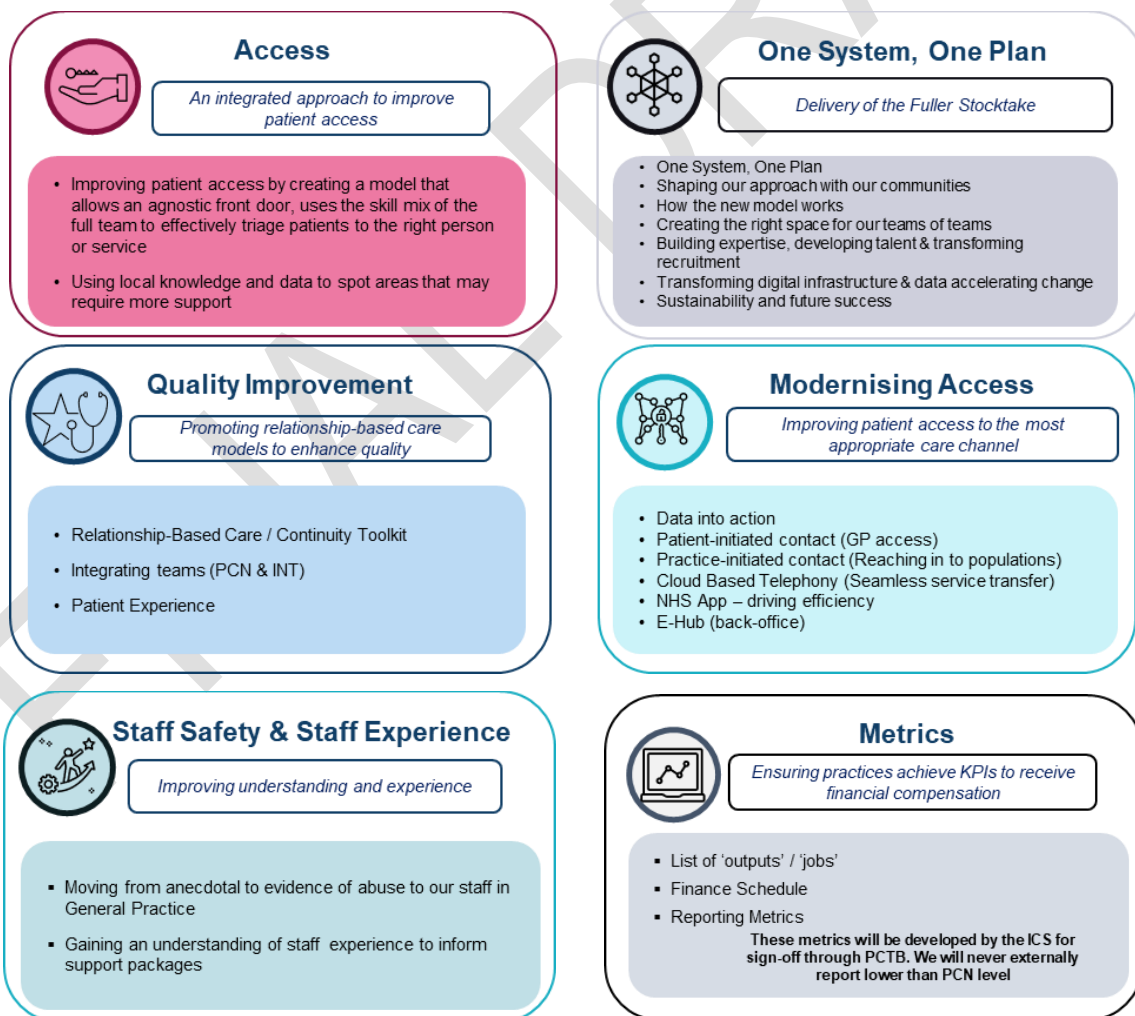 Access
An integrated approach to improve
patient access
• Improving patient access by creating a model that
allows an agnostic front door, uses the skill mix of the
full team to effectively triage patients to the right person
or service
• Using local knowledge and data to spot areas that may
require more support
One System, One Plan
Delivery of the Fuller Stocktake
• One System, One Plan
• Shaping our approach with our communities
• How the new model works
• Creating the right space for our teams of teams
• Building expertise, developing talent & transforming
recruitment
• Transforming digital infrastructure & data accelerating change
• Sustainability and future success
Quality Improvement
Promoting relationship-based care
models to enhance quality
• Relationship-Based Care / Continuity Toolkit
• Integrating teams (PCN & INT)
• Patient Experience
Modernising Access
Improving patient access to the most
appropriate care channel
• Data into action
• Patient-initiated contact (GP access)
• Practice-initiated contact (Reaching in to populations)
• Cloud Based Telephony (Seamless service transfer)
• NHS App – driving efficiency
• E-Hub (back-office)
Staff Safety & Staff Experience
Improving understanding and experience
▪ Moving from anecdotal to evidence of abuse to our staff in
General Practice
▪ Gaining an understanding of staff experience to inform
support packages
Metrics
Ensuring practices achieve KPIs to receive
financial compensation
▪ List of ‘outputs’ / ‘jobs’
▪ Finance Schedule
▪ Reporting Metrics
These metrics will be developed by the ICS for
sign-off through PCTB. We will never externally
report lower than PCN level